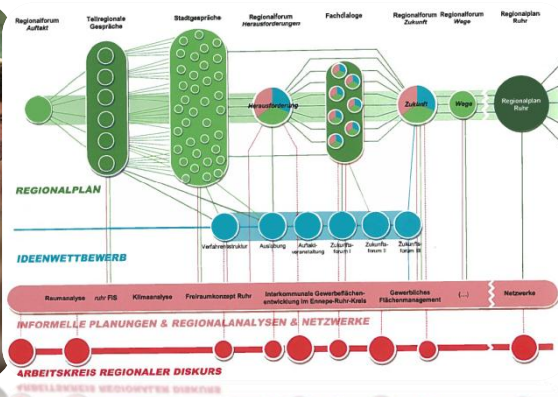 Regionalforum
Auftakt
Teilregionale
Gespräche
Stadtgespräche
Regionalforum
Herausforderungen
Fachdialoge
Regionalforum
Zukunft
Regionalforum
Wege
Regionalplan
Ruhr
Herausforderung
Zukunft
Wege
Regionalplan
Ruhr
REGIONALPLAN
Verfahrensstruktur
Auslobung
Auftakt-
veranstaltung
Zukunfts-
forum I
Zukunfts-
forum II
Zukunfts-
forum III
IDEENWETTBEWERB
Raumanalyse
ruhr FIS
Klimaanalyse
Freiraumkonzept Ruhr
Interkommunale Gewerbeflächen-
entwicklung im Ennepe-Ruhr-Kreis
Gewerbliches
Flächenmanagement
(...)
Netzwerke
INFORMELLE PLANUNGEN & REGIONALANALYSEN & NETZWERKE
ARBEITSKREIS REGIONALER DISKURS